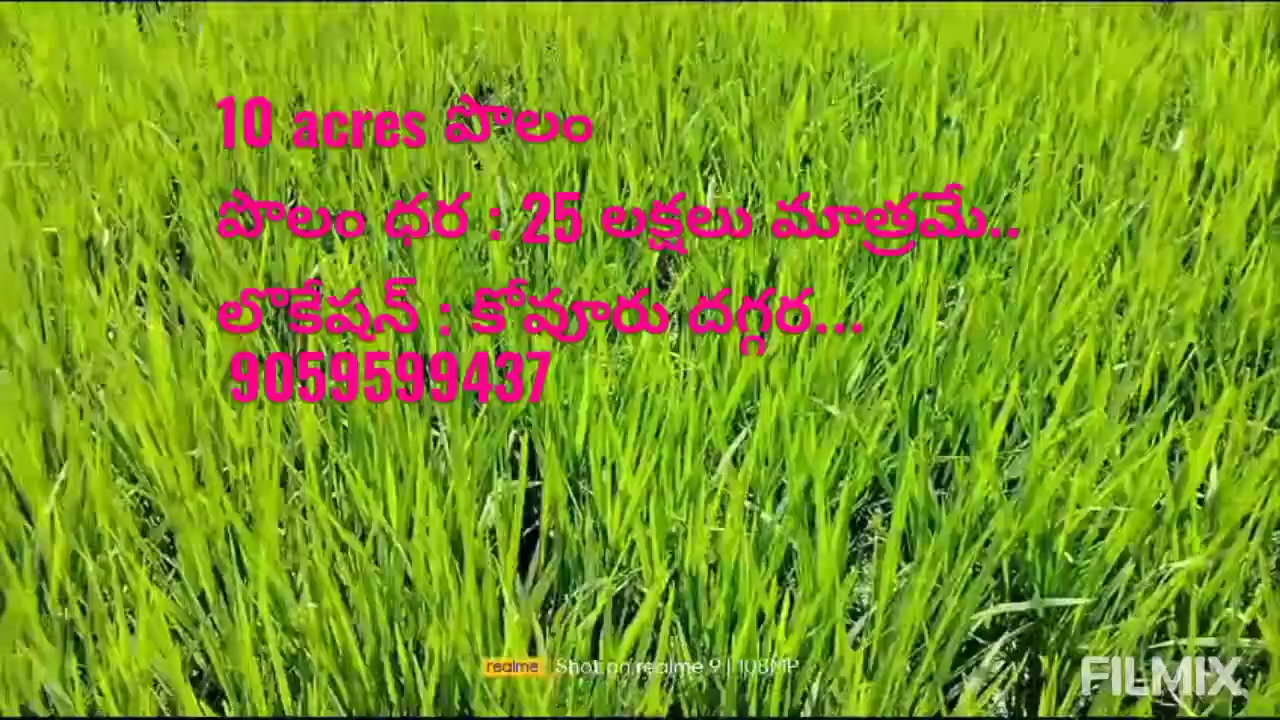 10 acres పొలం
పొలం ధర : 25 లక్షలు మాత్రమే..
లొకేషన్ : కోవూరు దగ్గర...
9059599437
realme Shot on realme 9 | 108MP
FILMIX